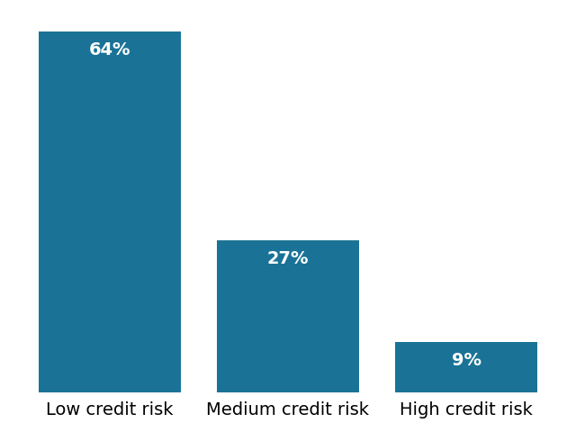 64%
27%
9%
Low credit risk
Medium credit risk
High credit risk